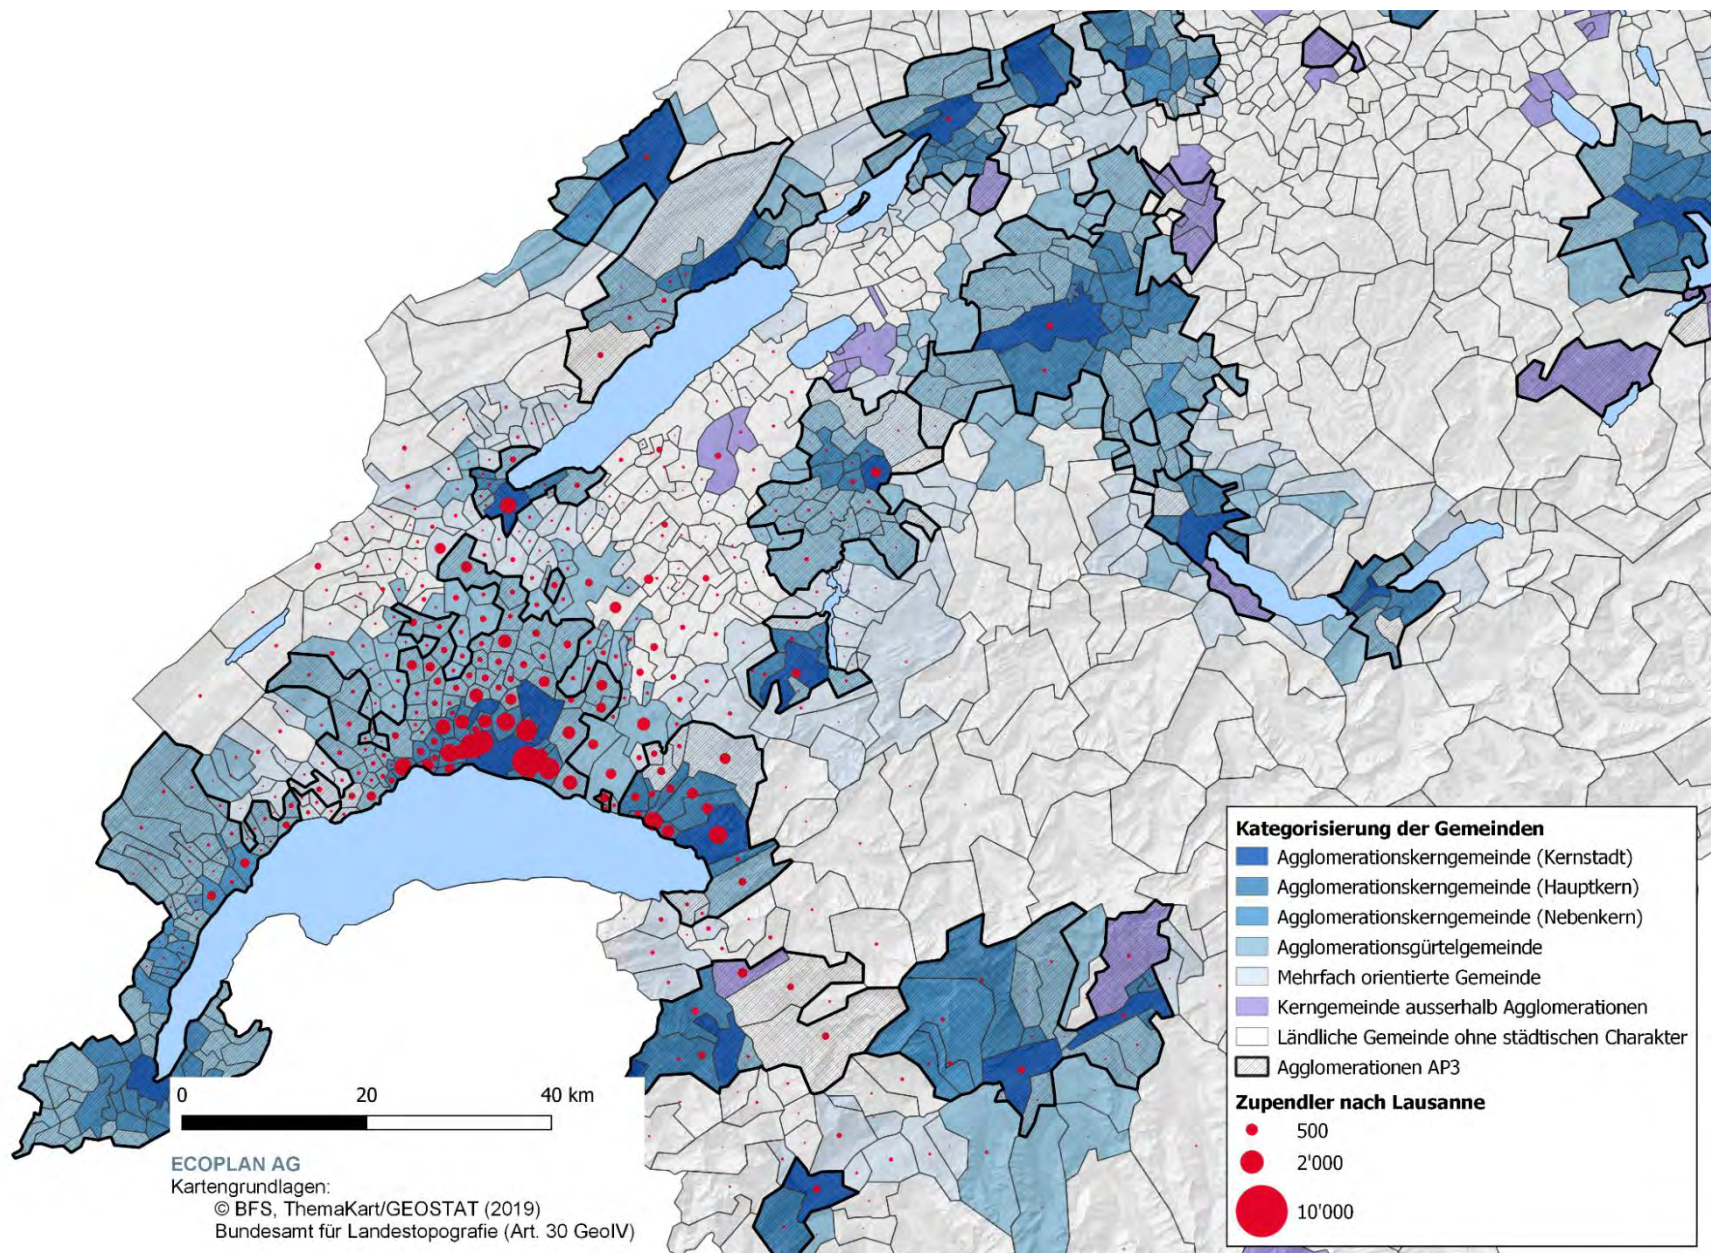 Kategorisierung der Gemeinden
Agglomerationskerngemeinde (Kernstadt)
Agglomerationskerngemeinde (Hauptkern)
Agglomerationskerngemeinde (Nebenkern)
Agglomerationsgürtelgemeinde
Mehrfach orientierte Gemeinde
Kerngemeinde ausserhalb Agglomerationen
Ländliche Gemeinde ohne städtischen Charakter
Agglomerationen AP3
Zupendler nach Lausanne
500
2'000
10'000
0 20 40 km
ECOPLAN AG
Kartengrundlagen:
© BFS, ThemaKart/GEOSTAT (2019)
Bundesamt für Landestopografie (Art. 30 GeoIV)